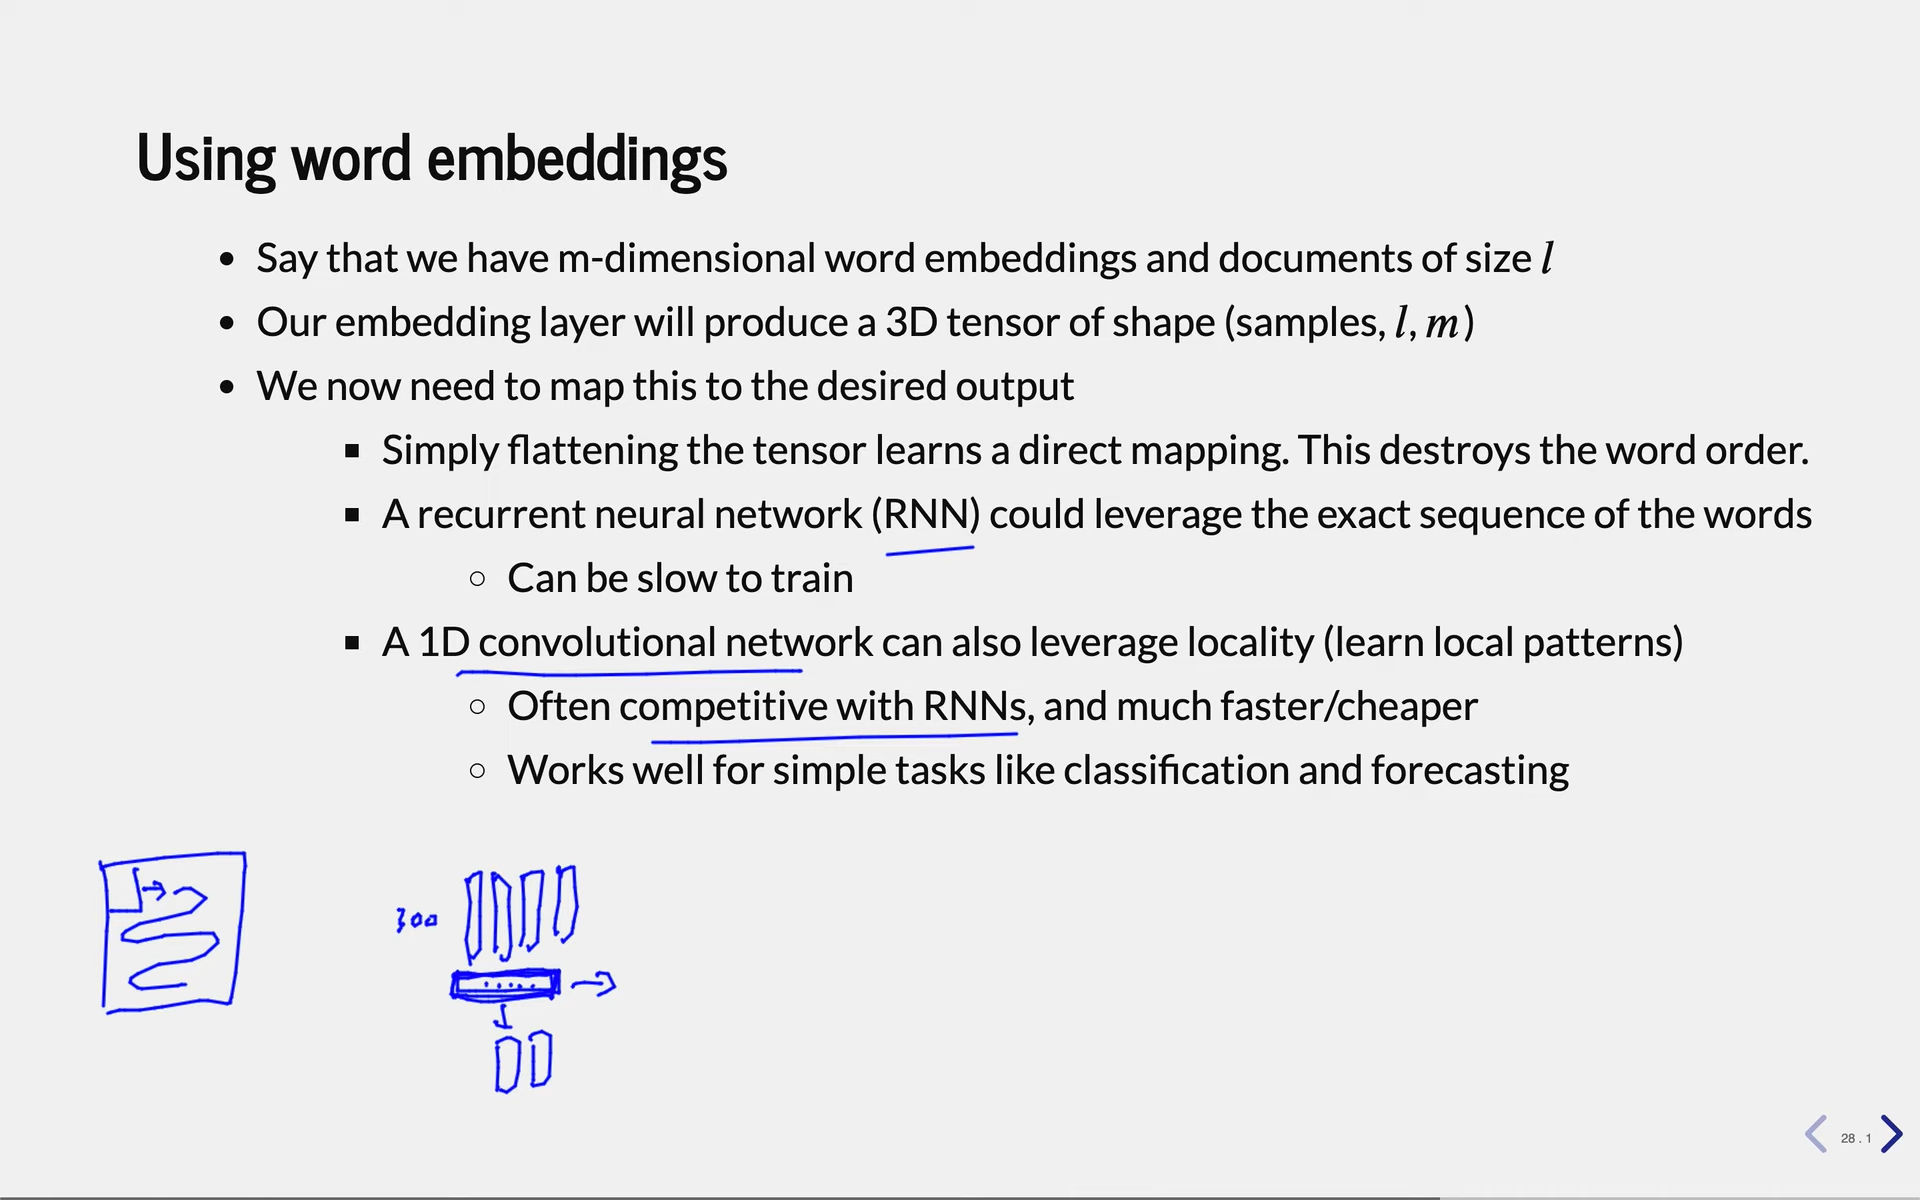 Using word embeddings
• Say that we have m-dimensional word embeddings and documents of size l
• Our embedding layer will produce a 3D tensor of shape (samples, l, m)
• We now need to map this to the desired output
▪ Simply flattening the tensor learns a direct mapping. This destroys the word order.
▪ A recurrent neural network (RNN) could leverage the exact sequence of the words
○ Can be slow to train
▪ A 1D convolutional network can also leverage locality (learn local patterns)
○ Often competitive with RNNs, and much faster/cheaper
○ Works well for simple tasks like classification and forecasting
300
28 . 1